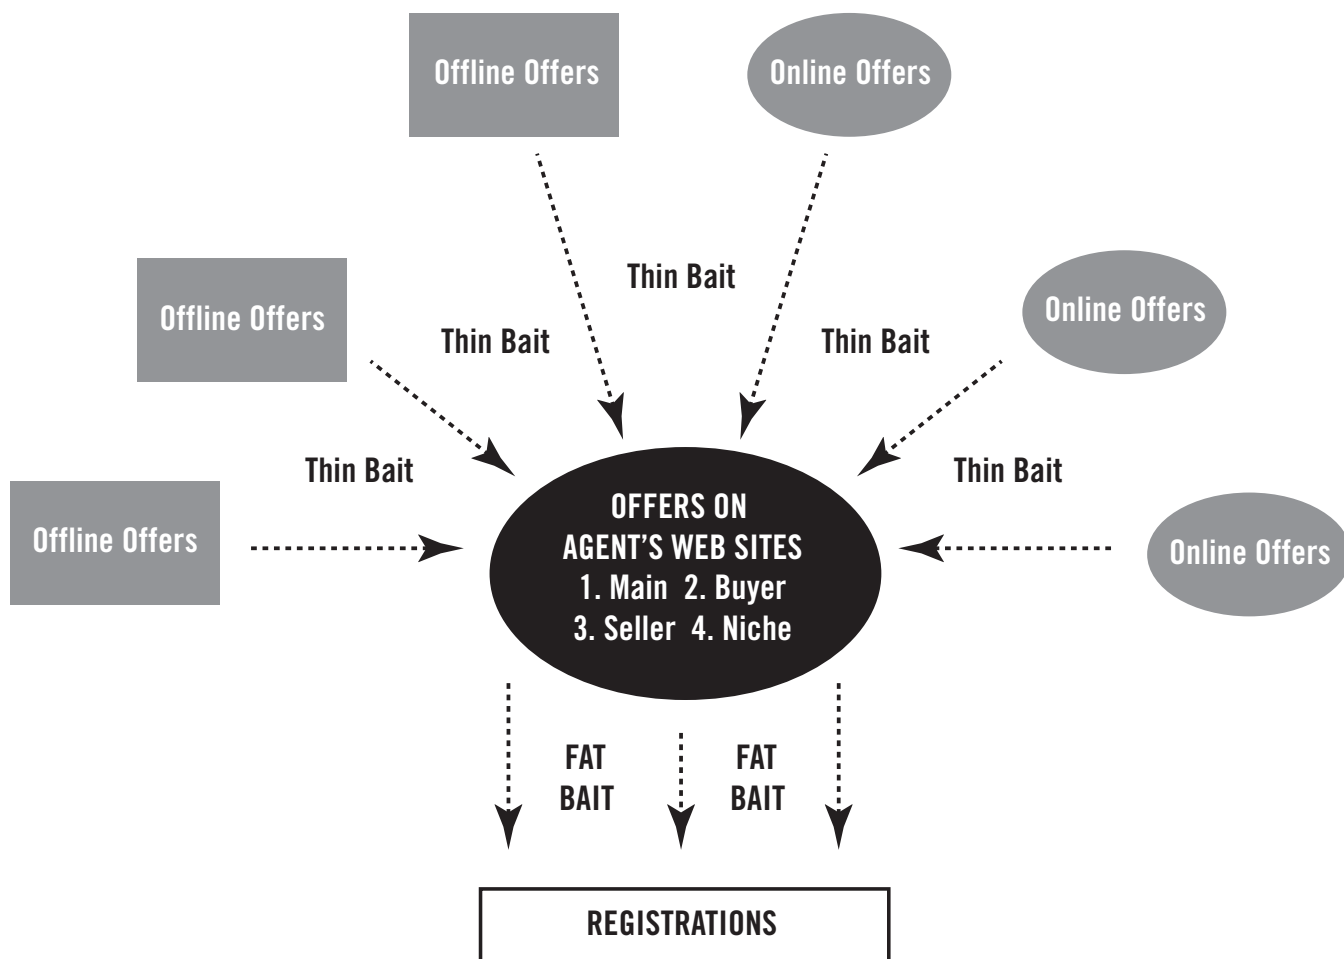 Offline Offers
Online Offers
Thin Bait
Offline Offers
Online Offers
Thin Bait
Thin Bait
Thin Bait
Thin Bait
Offline Offers
Online Offers
OFFERS ON
AGENT'S WEB SITES
1. Main 2. Buyer
3. Seller 4. Niche
FAT
BAIT
FAT
BAIT
REGISTRATIONS